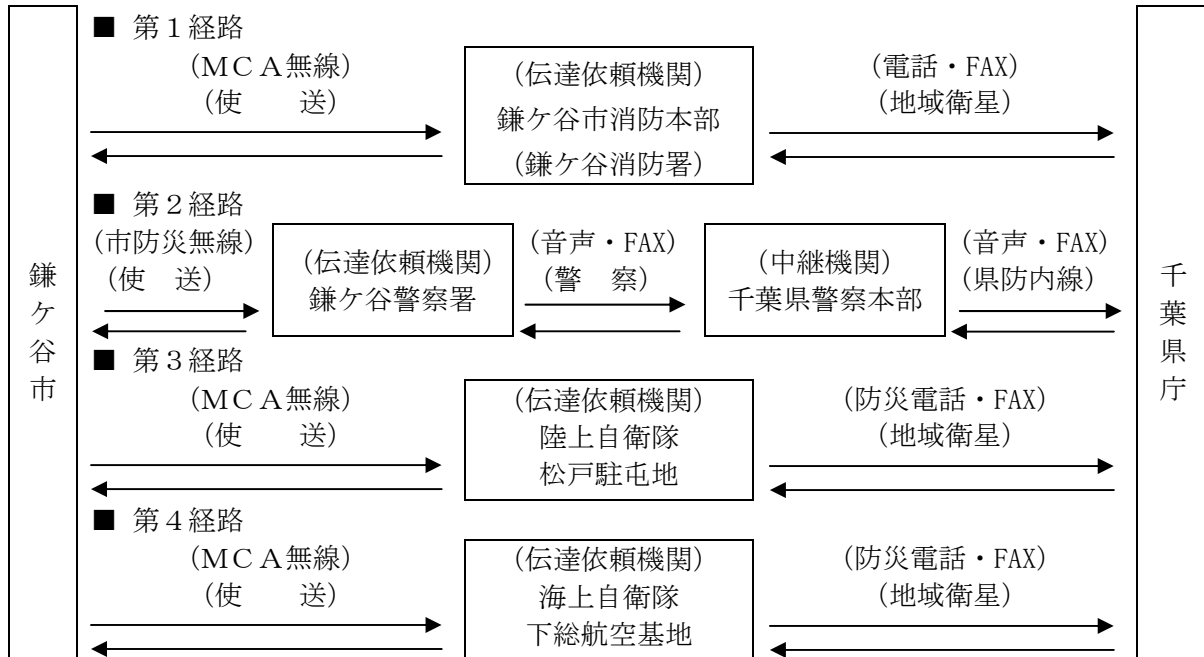 ■ 第１経路
(ＭＣＡ無線)
(使　　送)
(伝達依頼機関)
鎌ケ谷市消防本部
(鎌ケ谷消防署)
(電話・FAX)
(地域衛星)
■ 第２経路
(市防災無線)
(使　送)
(伝達依頼機関)
鎌ケ谷警察署
(音声・FAX)
(警　察)
(中継機関)
千葉県警察本部
(音声・FAX)
(県防内線)
鎌ケ谷市
千葉県庁
■ 第３経路
(ＭＣＡ無線)
(使　　送)
(伝達依頼機関)
陸上自衛隊
松戸駐屯地
(防災電話・FAX)
(地域衛星)
■ 第４経路
(ＭＣＡ無線)
(使　　送)
(伝達依頼機関)
海上自衛隊
下総航空基地
(防災電話・FAX)
(地域衛星)